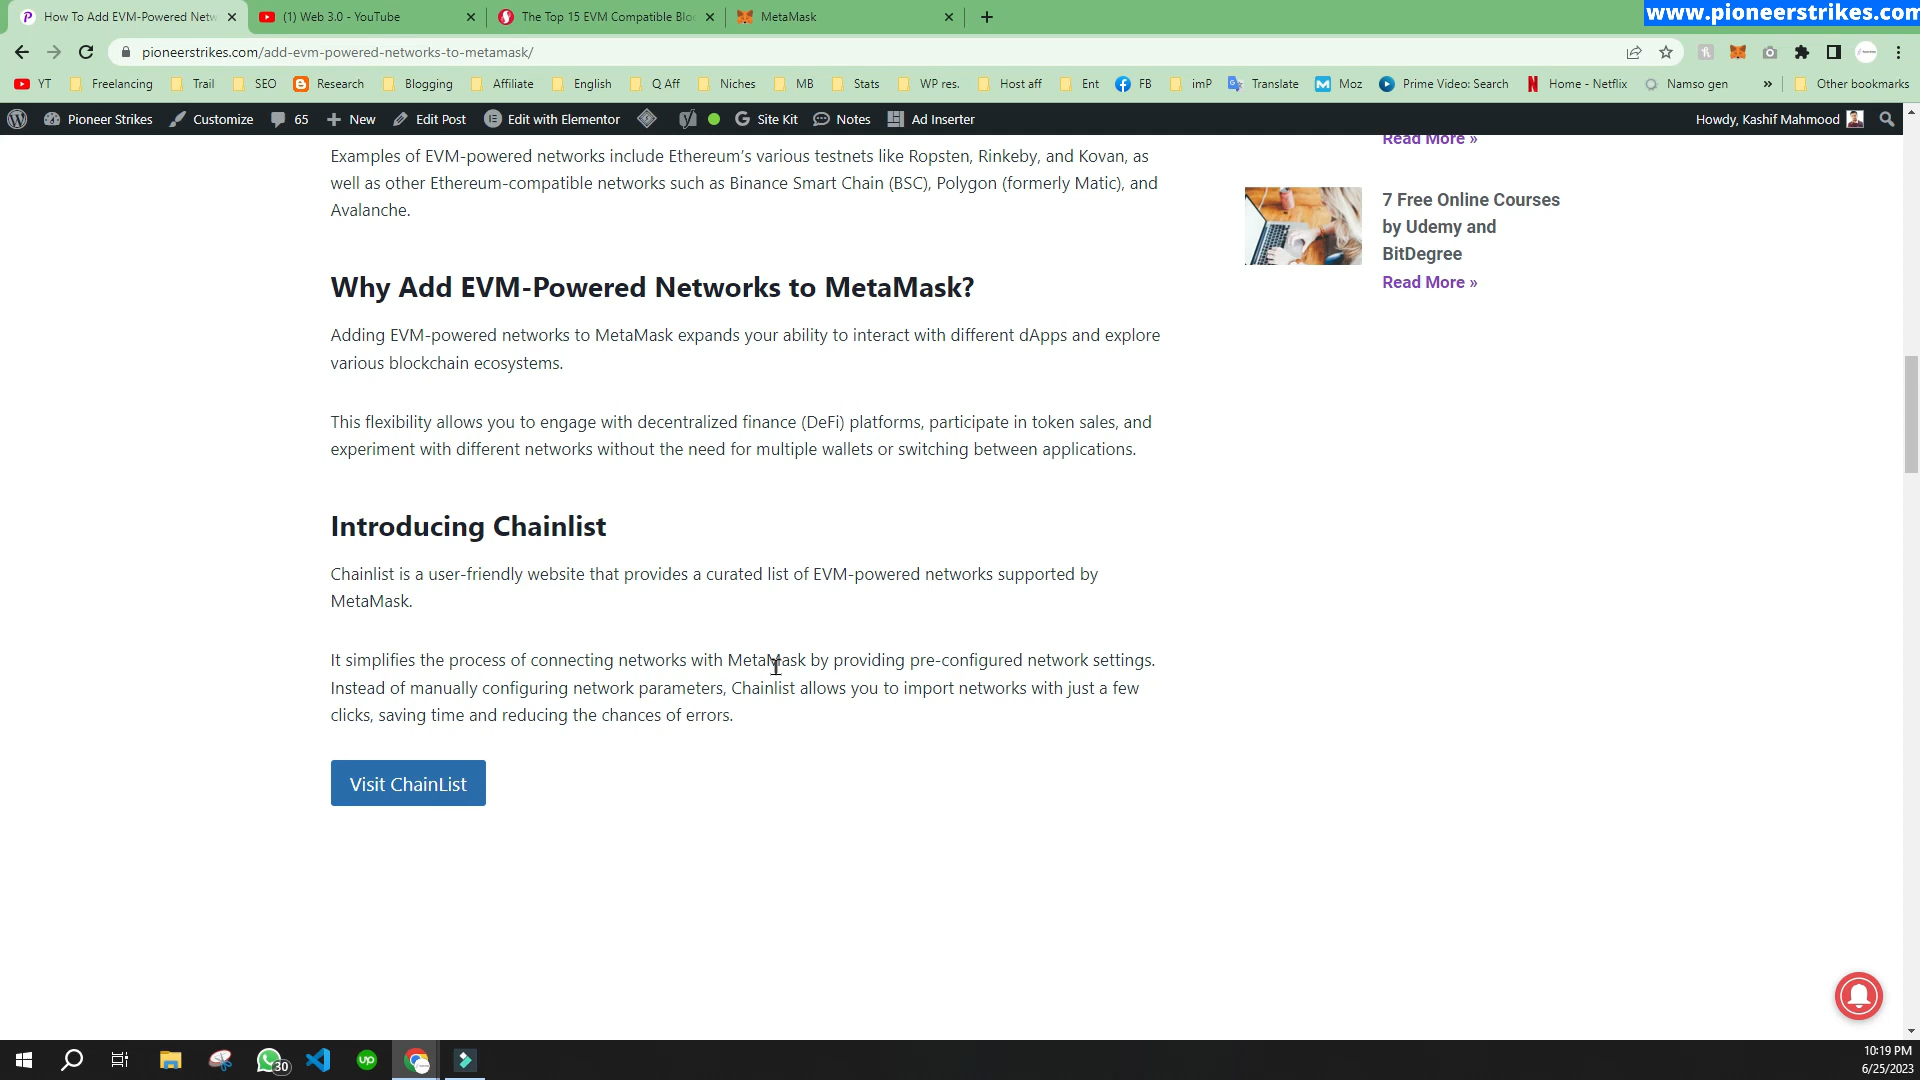 How To Add EVM-Powered Netw
(1) Web 3.0 - YouTube
The Top 15 EVM Compatible Bloc
MetaMask
www.pioneerstrikes.com
pioneerstrikes.com/add-evm-powered-networks-to-metamask/
YT Freelancing Trail SEO Research Blogging Affiliate English Q Aff Niches MB Stats WP res. Host aff Ent FB imP Translate Moz Prime Video: Search Home - Netflix Namso gen » Other bookmarks
Pioneer Strikes Customize 65 New Edit Post Edit with Elementor Site Kit Notes Ad Inserter Howdy, Kashif Mahmood
Examples of EVM-powered networks include Ethereum’s various testnets like Ropsten, Rinkeby, and Kovan, as
well as other Ethereum-compatible networks such as Binance Smart Chain (BSC), Polygon (formerly Matic), and
Avalanche.
Why Add EVM-Powered Networks to MetaMask?
Adding EVM-powered networks to MetaMask expands your ability to interact with different dApps and explore
various blockchain ecosystems.
This flexibility allows you to engage with decentralized finance (DeFi) platforms, participate in token sales, and
experiment with different networks without the need for multiple wallets or switching between applications.
Introducing Chainlist
Chainlist is a user-friendly website that provides a curated list of EVM-powered networks supported by
MetaMask.
It simplifies the process of connecting networks with MetaMask by providing pre-configured network settings.
Instead of manually configuring network parameters, Chainlist allows you to import networks with just a few
clicks, saving time and reducing the chances of errors.
Visit ChainList
Read More »
7 Free Online Courses
by Udemy and
BitDegree
Read More »
30
up
10:19 PM
6/25/2023